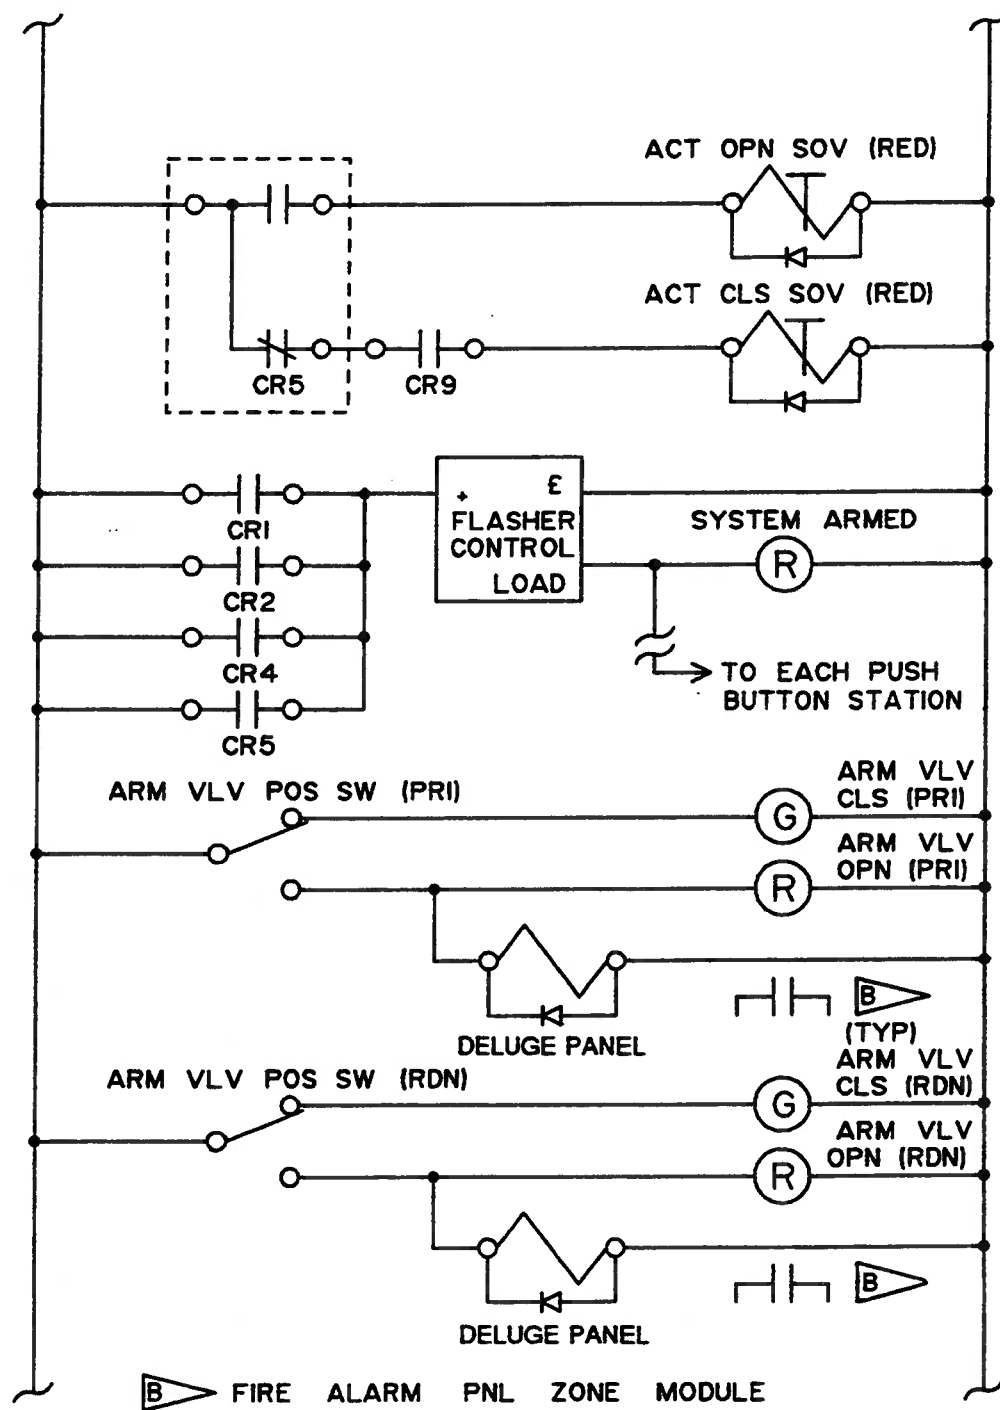 ACT OPN SOV (RED)
ACT CLS SOV (RED)
CR5
CR9
+ £
FLASHER
CONTROL
LOAD
SYSTEM ARMED
R
CR1
CR2
CR4
CR5
TO EACH PUSH
BUTTON STATION
ARM VLV POS SW (PRI)
ARM VLV
CLS (PRI)
G
ARM VLV
OPN (PRI)
R
DELUGE PANEL
B
(TYP)
ARM VLV POS SW (RDN)
ARM VLV
CLS (RDN)
G
ARM VLV
OPN (RDN)
R
DELUGE PANEL
B
B FIRE ALARM PNL ZONE MODULE